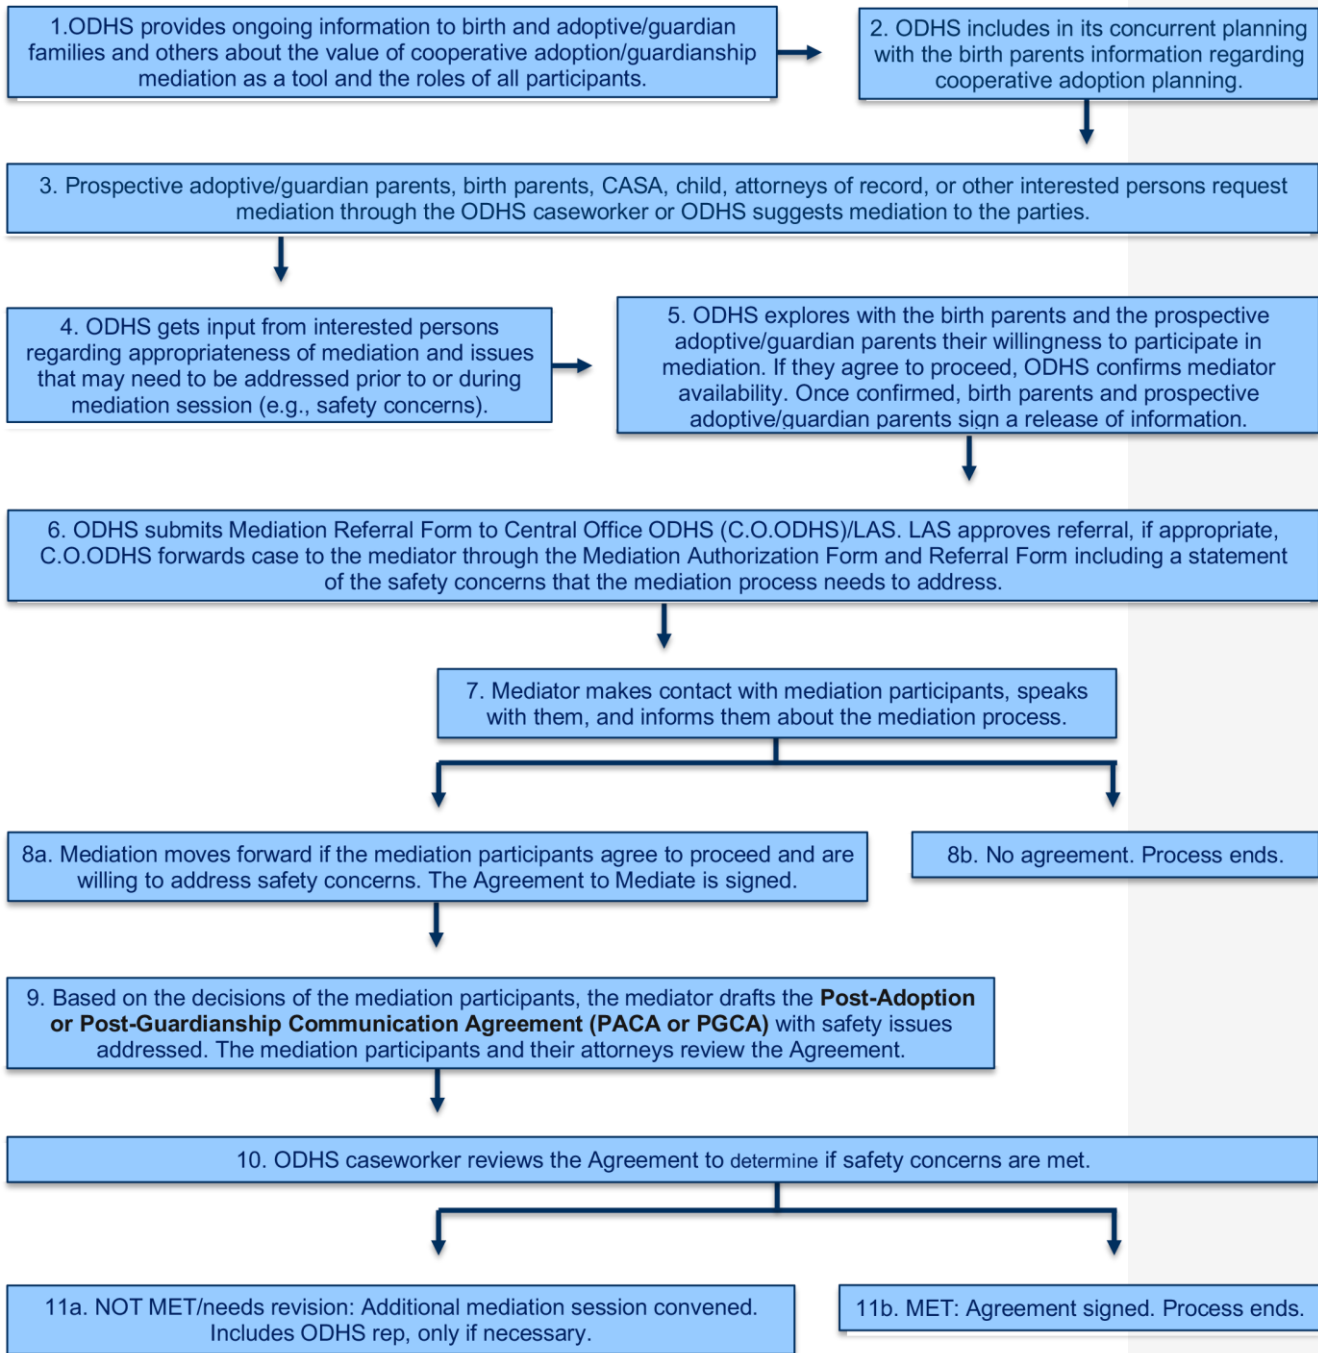 1.ODHS provides ongoing information to birth and adoptive/guardian
families and others about the value of cooperative adoption/guardianship
mediation as a tool and the roles of all participants.
2. ODHS includes in its concurrent planning
with the birth parents information regarding
cooperative adoption planning.
3. Prospective adoptive/guardian parents, birth parents, CASA, child, attorneys of record, or other interested persons request
mediation through the ODHS caseworker or ODHS suggests mediation to the parties.
4. ODHS gets input from interested persons
regarding appropriateness of mediation and issues
that may need to be addressed prior to or during
mediation session (e.g., safety concerns).
5. ODHS explores with the birth parents and the prospective
adoptive/guardian parents their willingness to participate in
mediation. If they agree to proceed, ODHS confirms mediator
availability. Once confirmed, birth parents and prospective
adoptive/guardian parents sign a release of information.
6. ODHS submits Mediation Referral Form to Central Office ODHS (C.O.ODHS)/LAS. LAS approves referral, if appropriate,
C.O.ODHS forwards case to the mediator through the Mediation Authorization Form and Referral Form including a statement
of the safety concerns that the mediation process needs to address.
7. Mediator makes contact with mediation participants, speaks
with them, and informs them about the mediation process.
8a. Mediation moves forward if the mediation participants agree to proceed and are
willing to address safety concerns. The Agreement to Mediate is signed.
8b. No agreement. Process ends.
9. Based on the decisions of the mediation participants, the mediator drafts the Post-Adoption
or Post-Guardianship Communication Agreement (PACA or PGCA) with safety issues
addressed. The mediation participants and their attorneys review the Agreement.
10. ODHS caseworker reviews the Agreement to determine if safety concerns are met.
11a. NOT MET/needs revision: Additional mediation session convened.
Includes ODHS rep, only if necessary.
11b. MET: Agreement signed. Process ends.